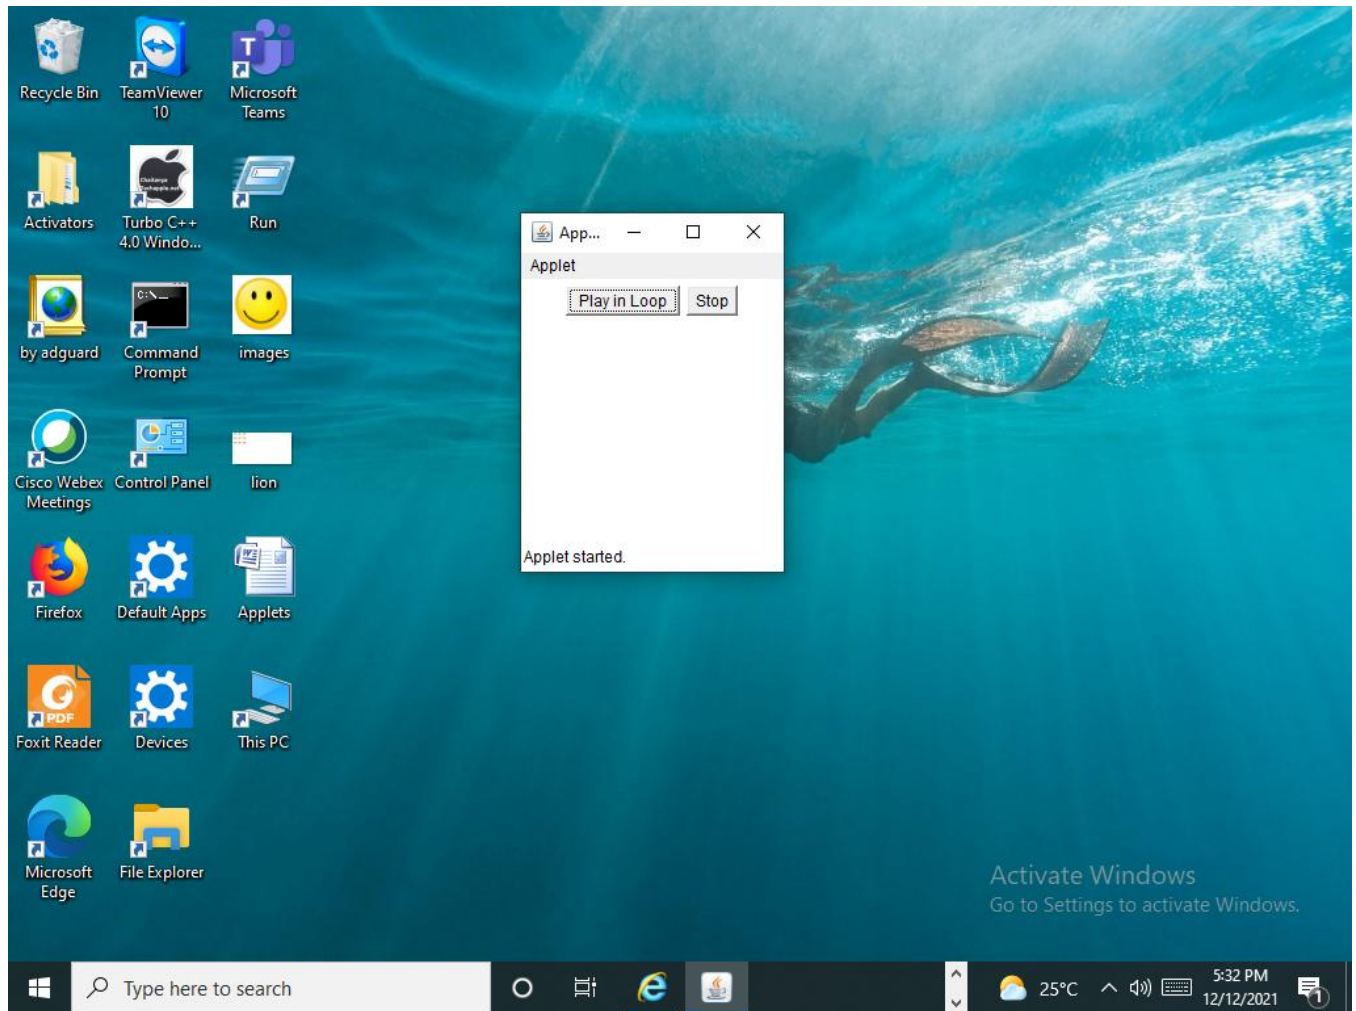 Recycle Bin
TeamViewer
10
Microsoft
Teams
Activators
Turbo C++
4.0 Windo...
Run
by adguard
Command
Prompt
images
Cisco Webex
Meetings
Control Panel
lion
Firefox
Default Apps
Applets
Foxit Reader
Devices
This PC
Microsoft
Edge
File Explorer
T
C:\_
PDF
App...
Applet
Play in Loop
Stop
Applet started.
Activate Windows
Go to Settings to activate Windows.
Type here to search
25°C
5:32 PM
12/12/2021
1